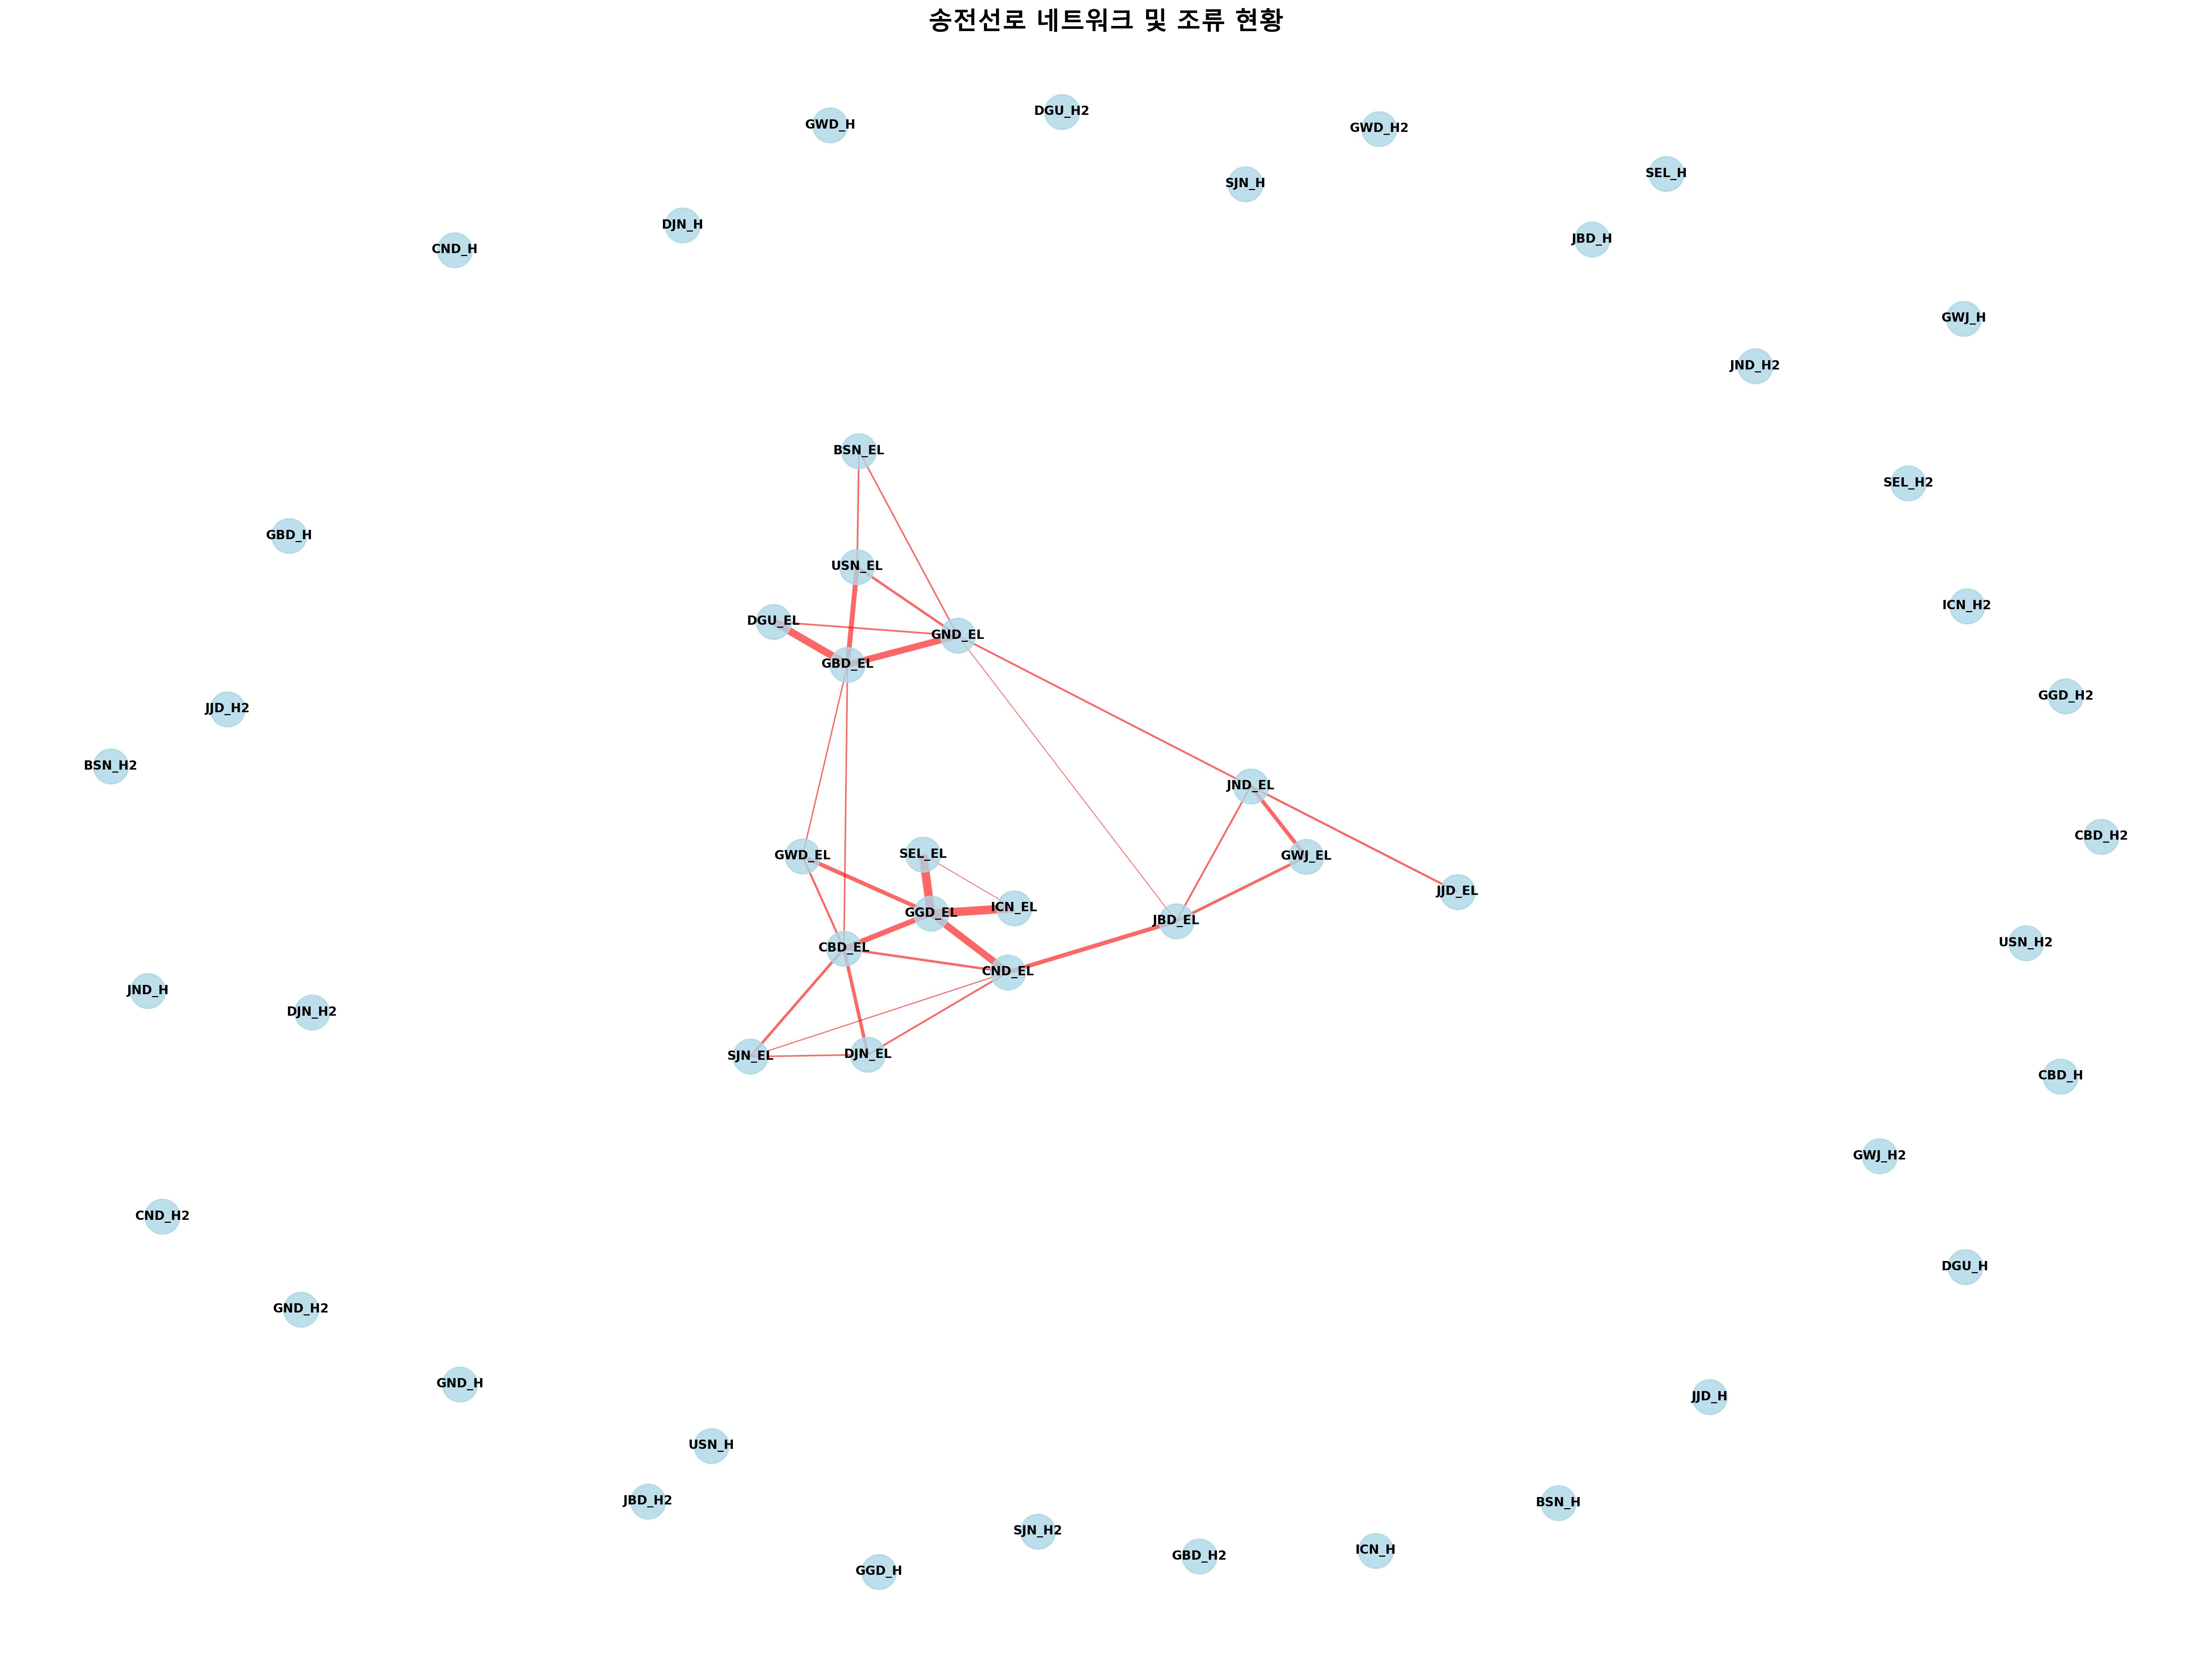 송전선로 네트워크 및 조류 현황
DGU_H2
GWD_H
GWD_H2
SEL_H
SJN_H
DJN_H
JBD_H
CND_H
GWJ_H
JND_H2
BSN_EL
SEL_H2
GBD_H
USN_EL
ICN_H2
DGU_EL
GND_EL
GBD_EL
GGD_H2
JJD_H2
BSN_H2
JND_EL
CBD_H2
SEL_EL
GWD_EL
GWJ_EL
JJD_EL
ICN_EL
GGD_EL
JBD_EL
USN_H2
CBD_EL
CND_EL
JND_H
DJN_H2
DJN_EL
SJN_EL
CBD_H
GWJ_H2
CND_H2
DGU_H
GND_H2
GND_H
JJD_H
USN_H
JBD_H2
BSN_H
SJN_H2
ICN_H
GBD_H2
GGD_H